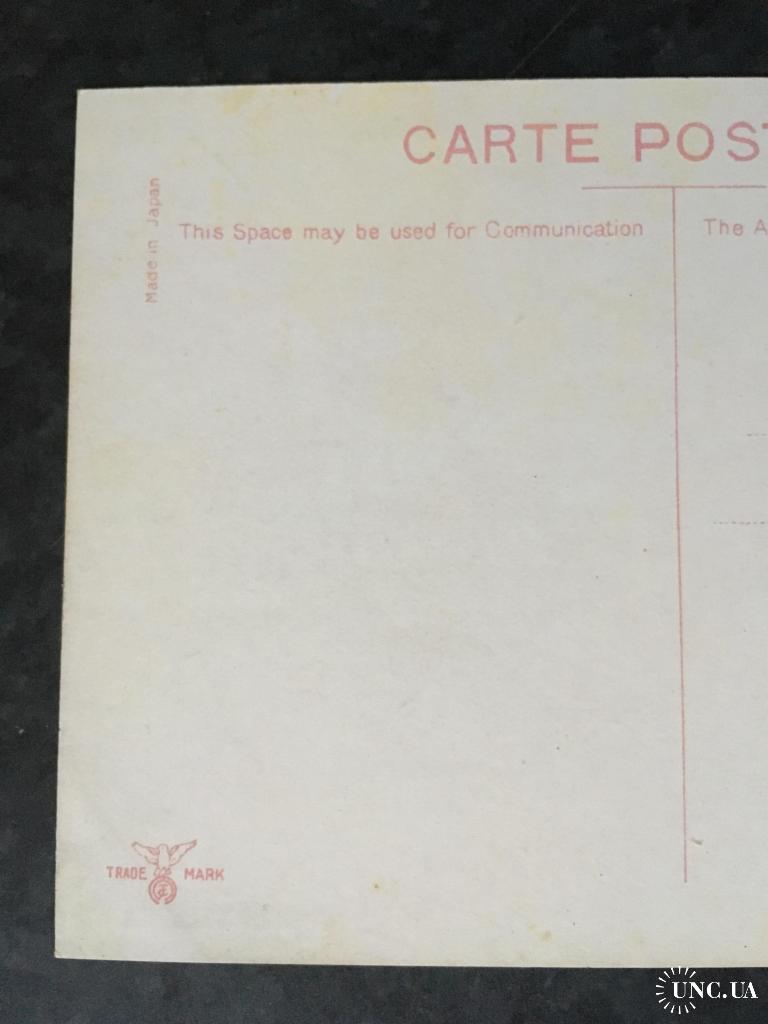 CARTE POST
Made in Japan
This Space may be used for Communication
The A
TRADE MARK
UNC.UA